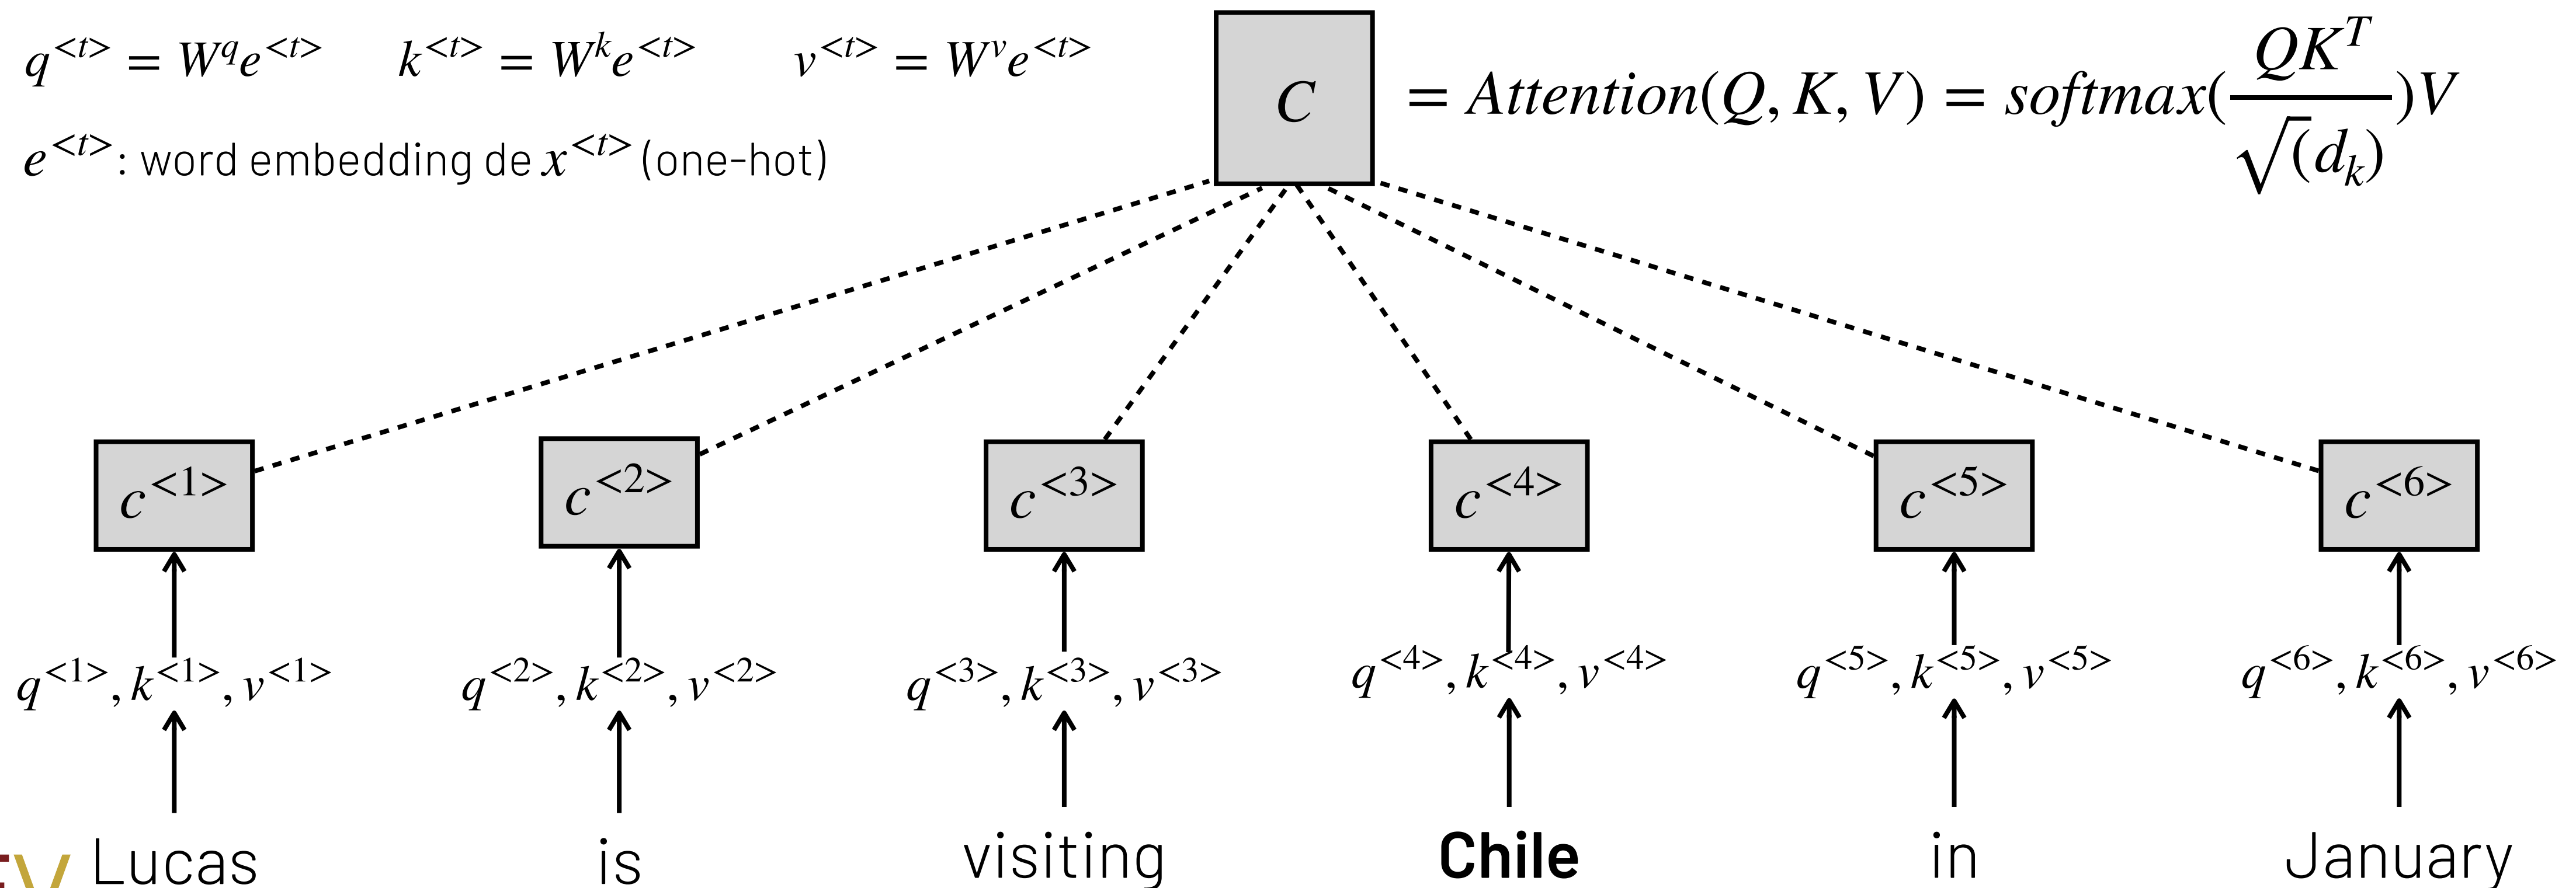 q^{<t>} = W^q e^{<t>} k^{<t>} = W^k e^{<t>} v^{<t>} = W^v e^{<t>}
e^{<t>}: word embedding de x^{<t>} (one-hot)
C = Attention(Q, K, V) = softmax(\frac{QK^T}{\sqrt(d_k)})V
c^{<1>} c^{<2>} c^{<3>} c^{<4>} c^{<5>} c^{<6>}
q^{<1>}, k^{<1>}, v^{<1>} q^{<2>}, k^{<2>}, v^{<2>} q^{<3>}, k^{<3>}, v^{<3>} q^{<4>}, k^{<4>}, v^{<4>} q^{<5>}, k^{<5>}, v^{<5>} q^{<6>}, k^{<6>}, v^{<6>}
Lucas is visiting Chile in January